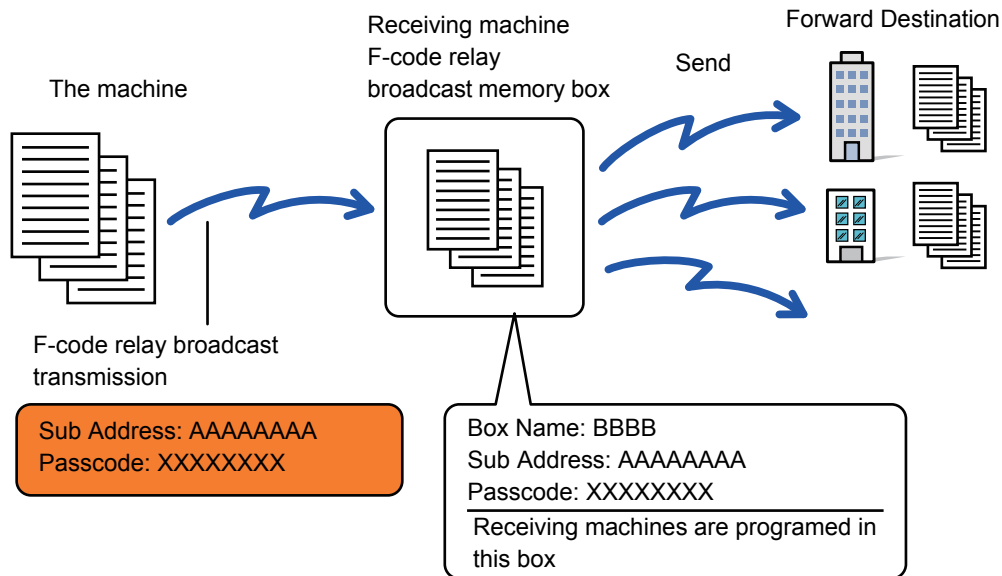 The machine
Receiving machine
F-code relay
broadcast memory box
Send
Forward Destination
F-code relay broadcast
transmission
Sub Address: AAAAAAAA
Passcode: XXXXXXXX
Box Name: BBBB
Sub Address: AAAAAAAA
Passcode: XXXXXXXX
Receiving machines are programed in
this box